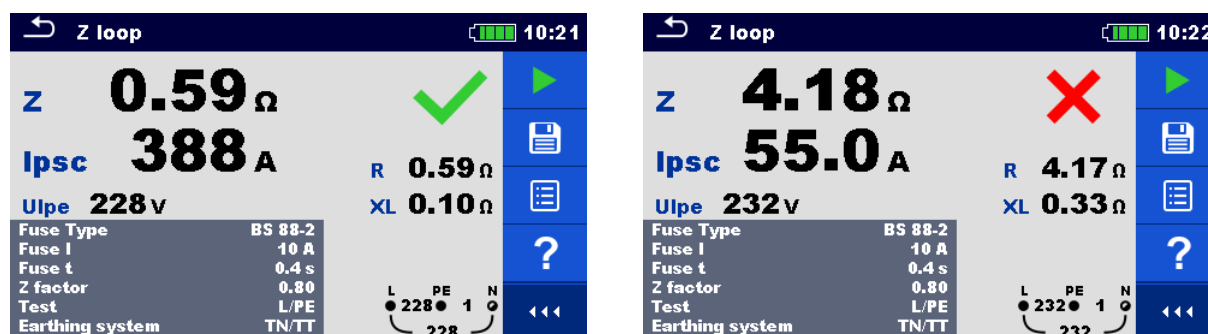 Z loop 10:21
Z 0.59 Ω
Ipsc 388 A
R 0.59 Ω
Ulpe 228 V
XL 0.10 Ω
Fuse Type BS 88-2
Fuse I 10 A
Fuse t 0.4 s
Z factor 0.80
Test L/PE
Earthing system TN/TT
L PE N
228 1
228
?
Z loop 10:22
Z 4.18 Ω
Ipsc 55.0 A
R 4.17 Ω
Ulpe 232 V
XL 0.33 Ω
Fuse Type BS 88-2
Fuse I 10 A
Fuse t 0.4 s
Z factor 0.80
Test L/PE
Earthing system TN/TT
L PE N
232 1
232
?